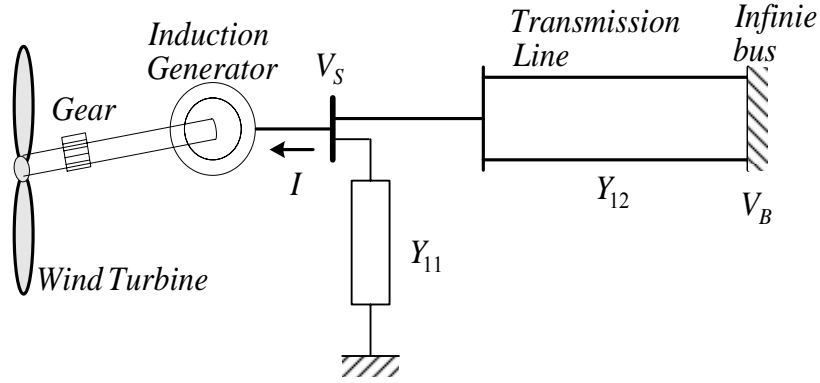 Induction
Generator
Gear
V_S
Transmission
Line
Infinie
bus
I
Y_12
V_B
Y_11
Wind Turbine